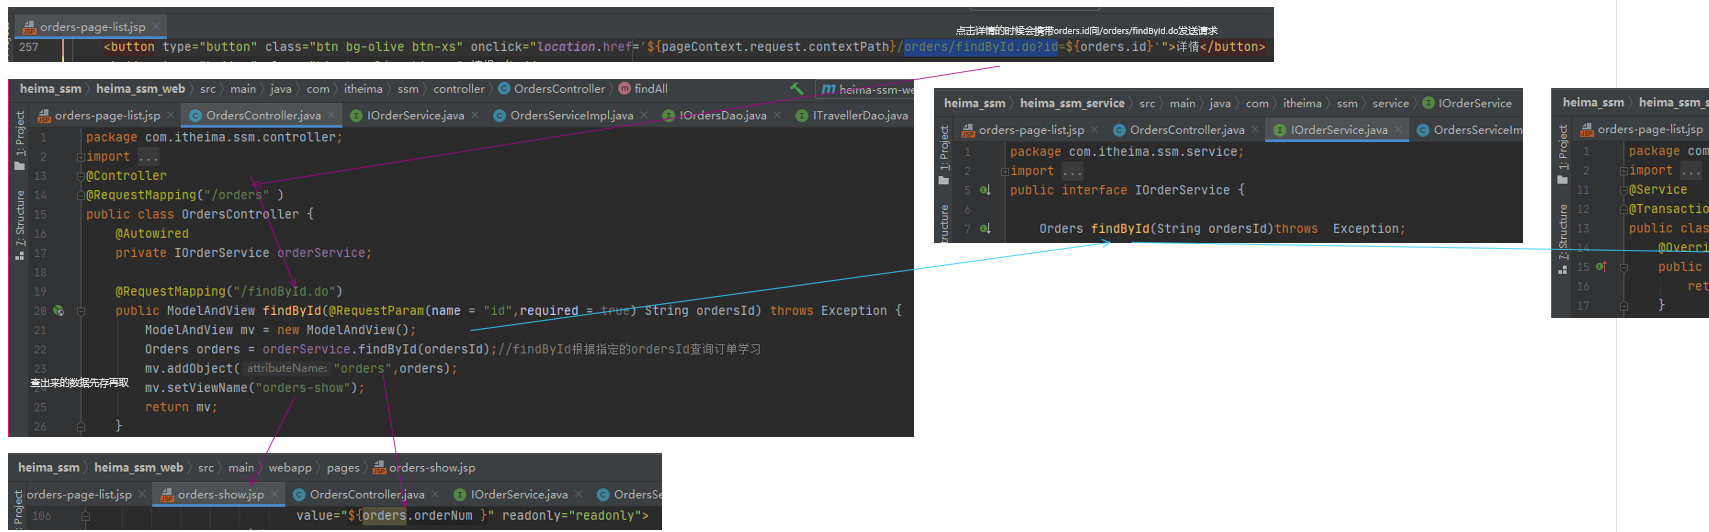 orders-page-list.jsp
点击详情的时候会携带orders.id向/orders/findById.do发送请求
257 <button type="button" class="btn bg-olive btn-xs" onclick="location.href='${pageContext.request.contextPath}/orders/findById.do?id=${orders.id}'">详情</button>
heima_ssm heima_ssm_web src main java com itheima ssm controller OrdersController findAll heima-ssm-we
orders-page-list.jsp OrdersController.java IOrderService.java OrdersServiceImpl.java IOrdersDao.java ITravellerDao.java
1: Project
7: Structure
1 package com.itheima.ssm.controller;
2 import ...
13 @Controller
14 @RequestMapping("/orders" )
15 public class OrdersController {
16 @Autowired
17 private IOrderService orderService;
18
19 @RequestMapping("/findById.do")
20 public ModelAndView findById(@RequestParam(name = "id",required = true) String ordersId) throws Exception {
21 ModelAndView mv = new ModelAndView();
22 Orders orders = orderService.findById(ordersId);//findById根据指定的ordersId查询订单学习
23 mv.addObject( attributeName: "orders",orders);
查出来的数据先存再取
mv.setViewName("orders-show");
25 return mv;
26 }
heima_ssm heima_ssm_service src main java com itheima ssm service IOrderService
orders-page-list.jsp OrdersController.java IOrderService.java OrdersServiceIm
1: Project
tructure
1 package com.itheima.ssm.service;
2 import ...
5 public interface IOrderService {
6
7 Orders findById(String ordersId)throws Exception;
heima_ssm heima_ssm_s
orders-page-list.jsp
1: Project
7: Structure
1 package com
2 import ...
11 @Service
12 @Transactio
13 public clas
14 @Overri
15 public
16 ret
17 }
heima_ssm heima_ssm_web src main webapp pages orders-show.jsp
orders-page-list.jsp orders-show.jsp OrdersController.java IOrderService.java OrdersSe
Project
106 value="${orders.orderNum }" readonly="readonly">